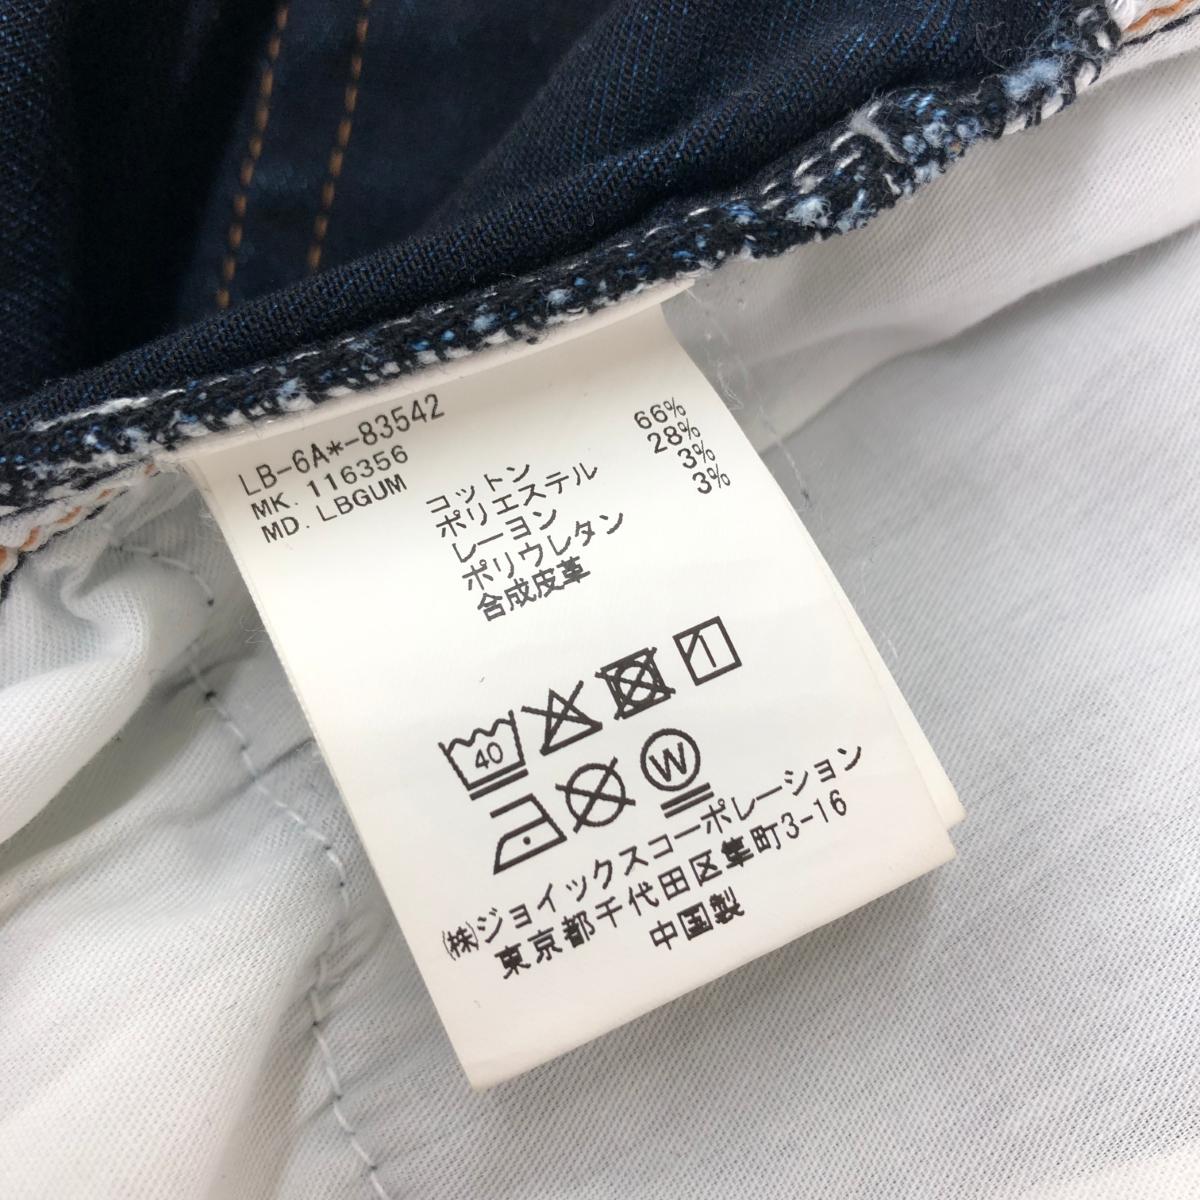 LB-6A*-83542
MK. 116356
MD. LBGUM
コットン 66%
ポリエステル 28%
レーヨン 3%
ポリウレタン 3%
合成皮革
40
W
㈱ジョイックスコーポレーション
東京都千代田区隼町3-16
中国製